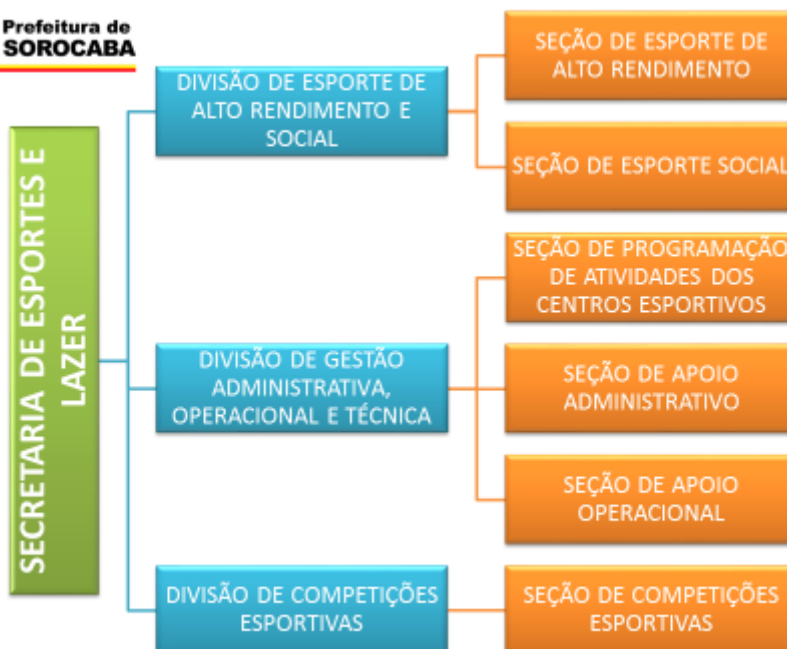 Prefeitura de
SOROCABA
SECRETARIA DE ESPORTES E
LAZER
DIVISÃO DE ESPORTE DE
ALTO RENDIMENTO E
SOCIAL
SEÇÃO DE ESPORTE DE
ALTO RENDIMENTO
SEÇÃO DE ESPORTE SOCIAL
DIVISÃO DE GESTÃO
ADMINISTRATIVA,
OPERACIONAL E TÉCNICA
SEÇÃO DE PROGRAMAÇÃO
DE ATIVIDADES DOS
CENTROS ESPORTIVOS
SEÇÃO DE APOIO
ADMINISTRATIVO
SEÇÃO DE APOIO
OPERACIONAL
DIVISÃO DE COMPETIÇÕES
ESPORTIVAS
SEÇÃO DE COMPETIÇÕES
ESPORTIVAS